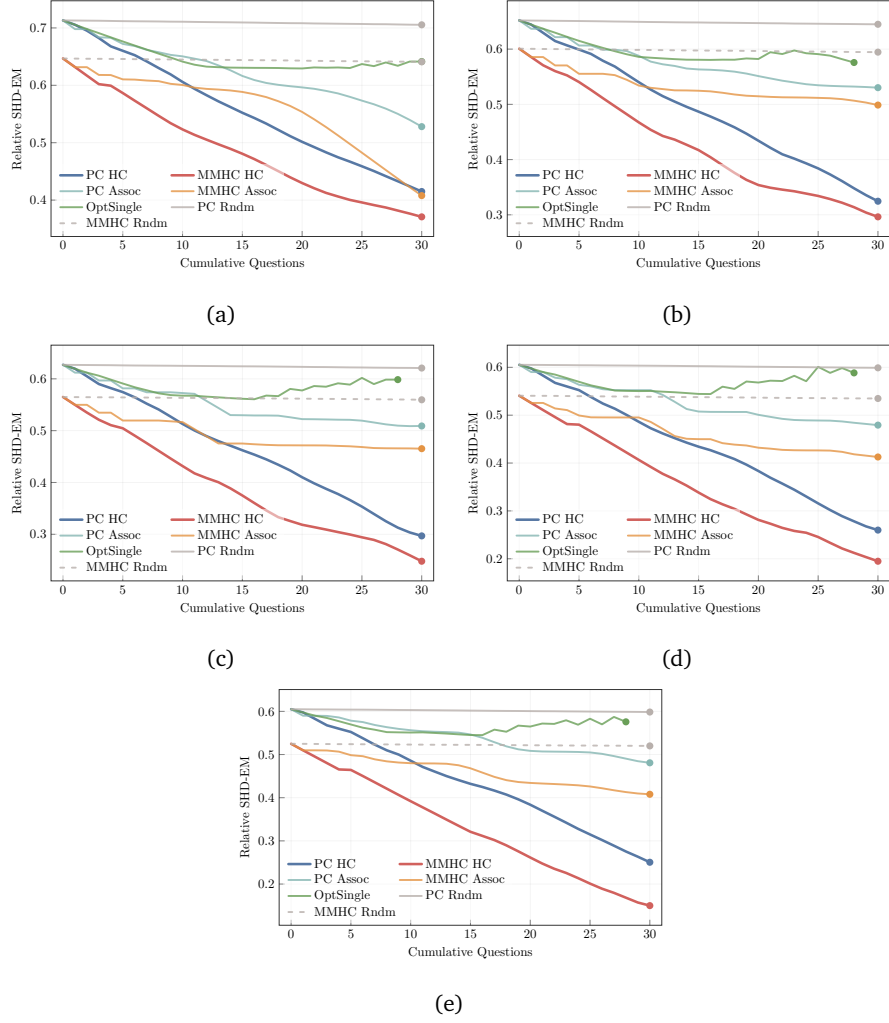 Relative SHD-EM
0.7
0.6
0.5
0.4
PC HC
MMHC HC
PC Assoc
MMHC Assoc
OptSingle
PC Rndm
MMHC Rndm
0 5 10 15 20 25 30
Cumulative Questions
(a)
Relative SHD-EM
0.6
0.5
0.4
0.3
PC HC
MMHC HC
PC Assoc
MMHC Assoc
OptSingle
PC Rndm
MMHC Rndm
0 5 10 15 20 25 30
Cumulative Questions
(b)
Relative SHD-EM
0.6
0.5
0.4
0.3
PC HC
MMHC HC
PC Assoc
MMHC Assoc
OptSingle
PC Rndm
MMHC Rndm
0 5 10 15 20 25 30
Cumulative Questions
(c)
Relative SHD-EM
0.6
0.5
0.4
0.3
0.2
PC HC
MMHC HC
PC Assoc
MMHC Assoc
OptSingle
PC Rndm
MMHC Rndm
0 5 10 15 20 25 30
Cumulative Questions
(d)
Relative SHD-EM
0.6
0.5
0.4
0.3
0.2
PC HC
MMHC HC
PC Assoc
MMHC Assoc
OptSingle
PC Rndm
MMHC Rndm
0 5 10 15 20 25 30
Cumulative Questions
(e)